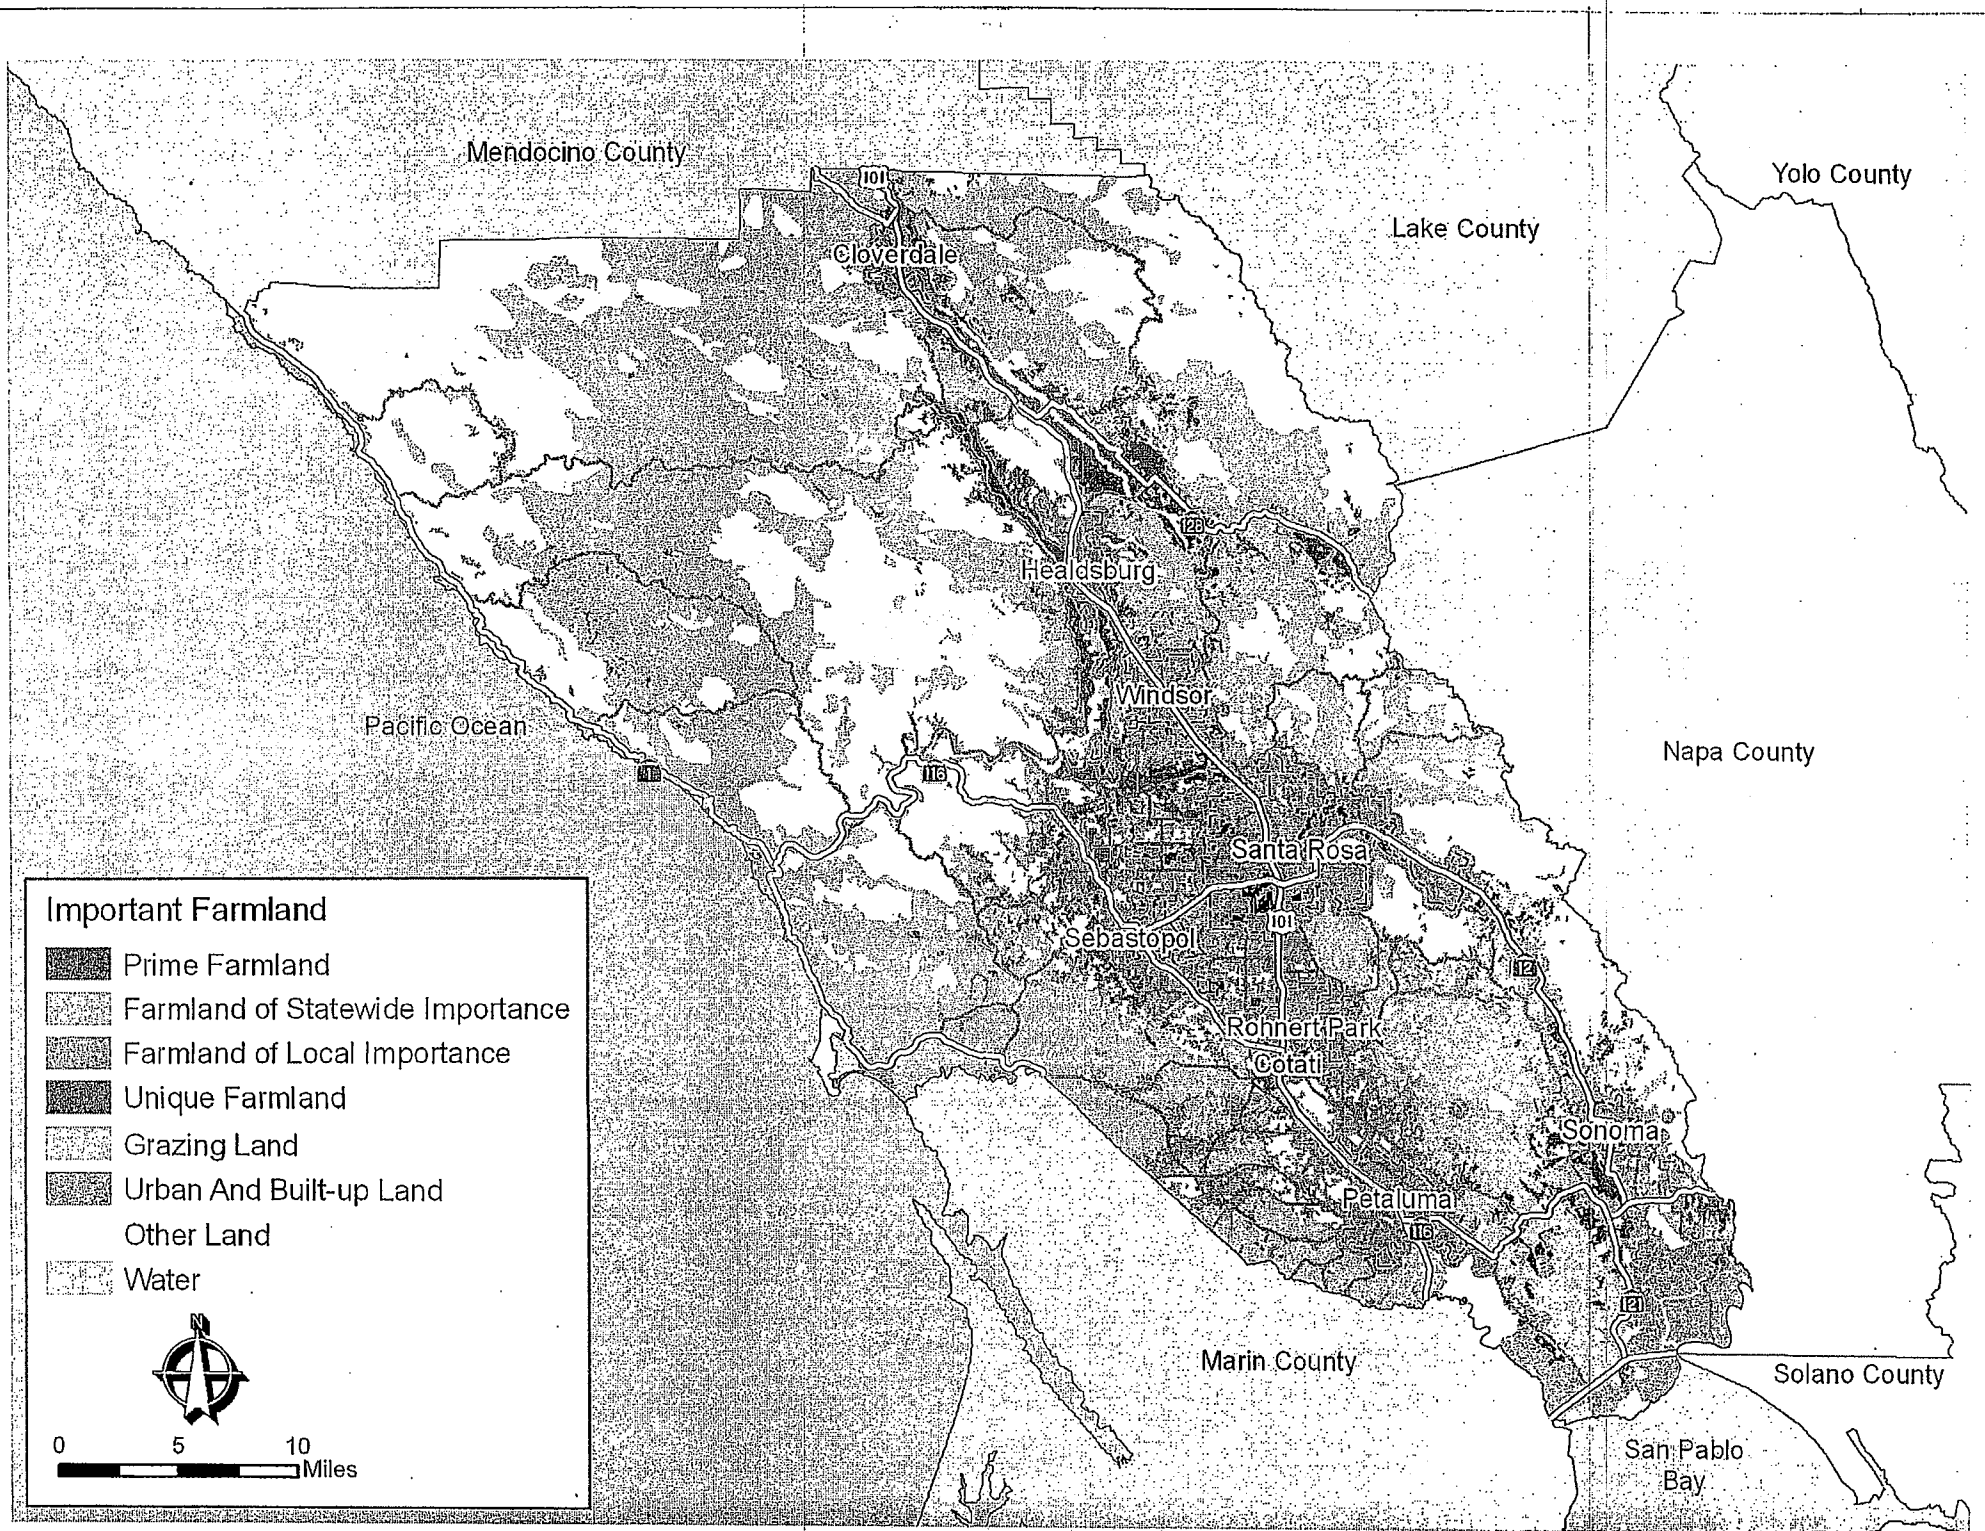 Mendocino County
101
Yolo County
Lake County
Cloverdale
128
Healdsburg
Windsor
Pacific Ocean
Napa County
1
116
Santa Rosa
101
Sebastopol
12
Rohnert Park
Cotati
Sonoma
Petaluma
116
121
Marin County
Solano County
San Pablo
Bay
Important Farmland
Prime Farmland
Farmland of Statewide Importance
Farmland of Local Importance
Unique Farmland
Grazing Land
Urban And Built-up Land
Other Land
Water
N
0 5 10
Miles